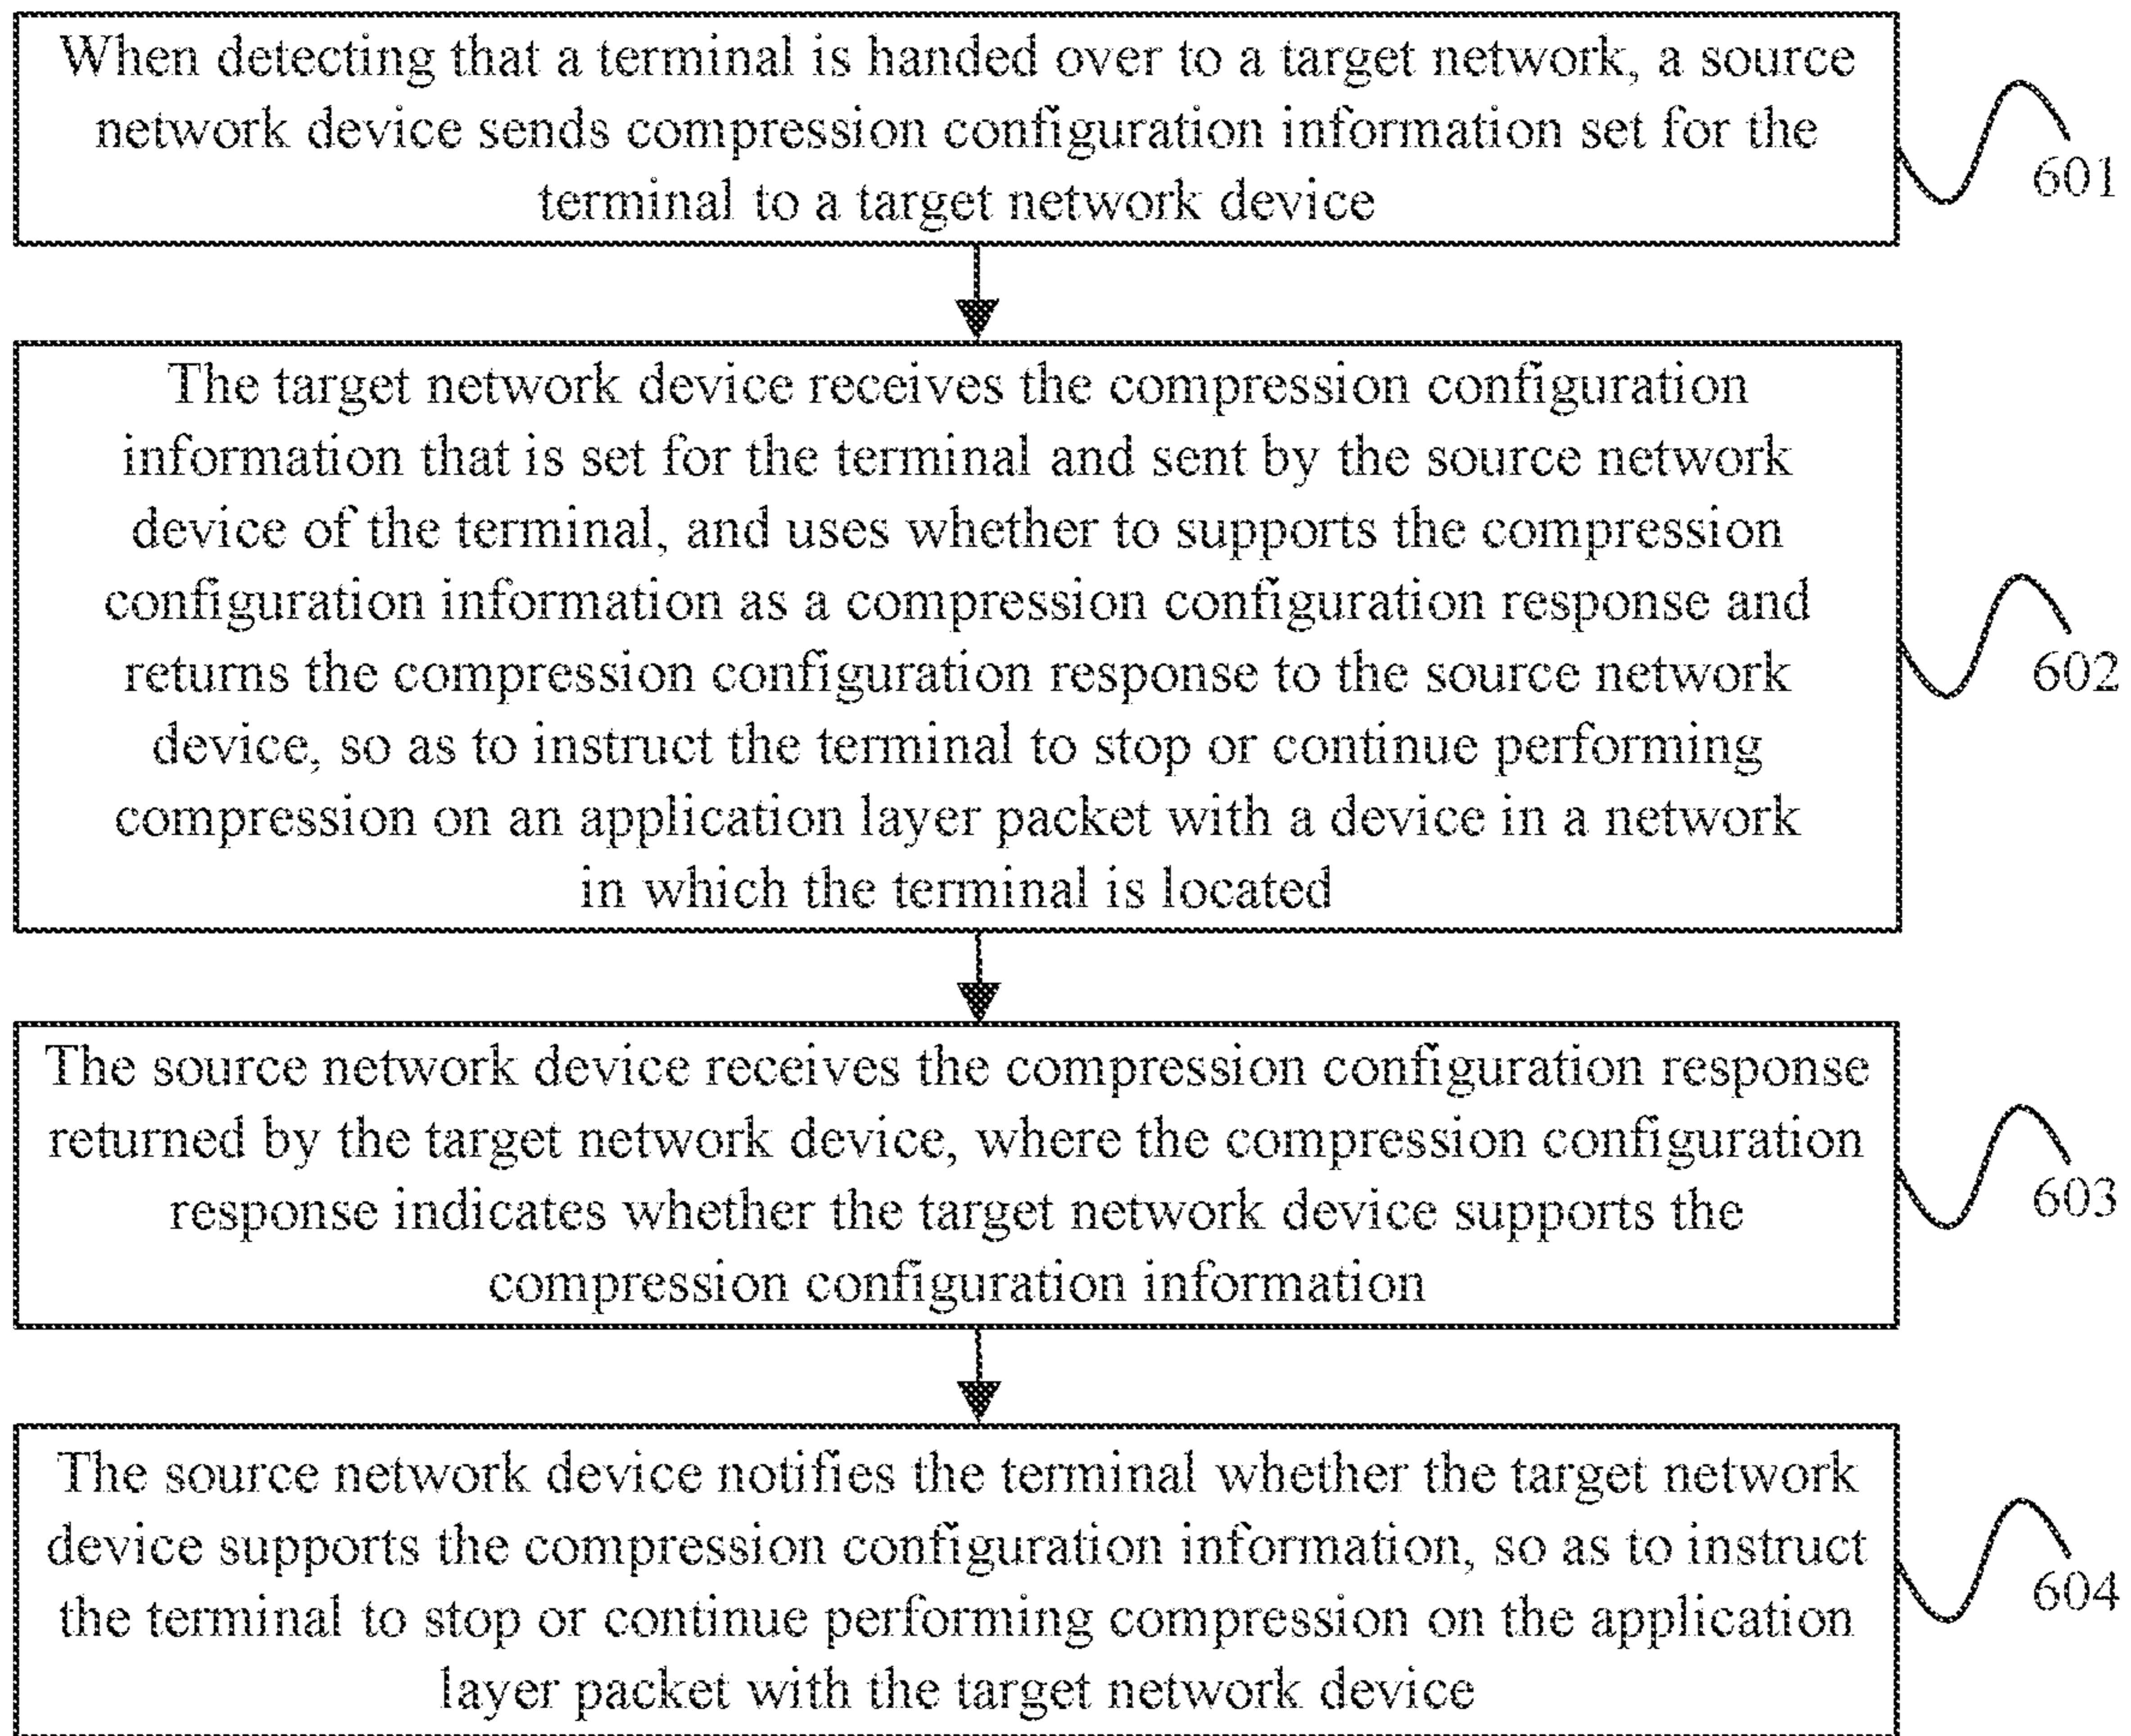 When detecting that a terminal is handed over to a target network, a source
network device sends compression configuration information set for the
terminal to a target network device
601
The target network device receives the compression configuration
information that is set for the terminal and sent by the source network
device of the terminal, and uses whether to supports the compression
configuration information as a compression configuration response and
returns the compression configuration response to the source network
device, so as to instruct the terminal to stop or continue performing
compression on an application layer packet with a device in a network
in which the terminal is located
602
The source network device receives the compression configuration response
returned by the target network device, where the compression configuration
response indicates whether the target network device supports the
compression configuration information
603
The source network device notifies the terminal whether the target network
device supports the compression configuration information, so as to instruct
the terminal to stop or continue performing compression on the application
layer packet with the target network device
604